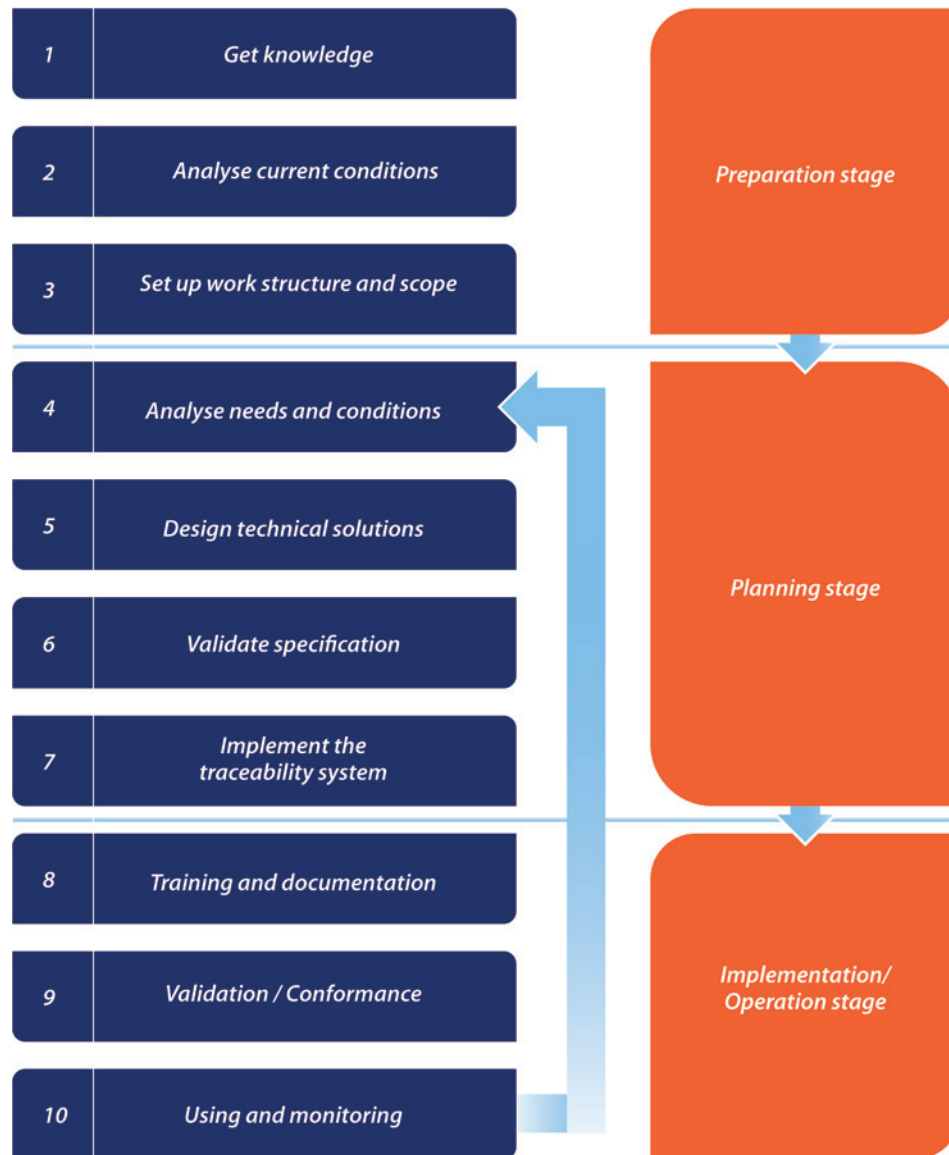 1 Get knowledge
2 Analyse current conditions
3 Set up work structure and scope
Preparation stage
4 Analyse needs and conditions
5 Design technical solutions
6 Validate specification
7 Implement the
traceability system
Planning stage
8 Training and documentation
9 Validation / Conformance
10 Using and monitoring
Implementation/
Operation stage